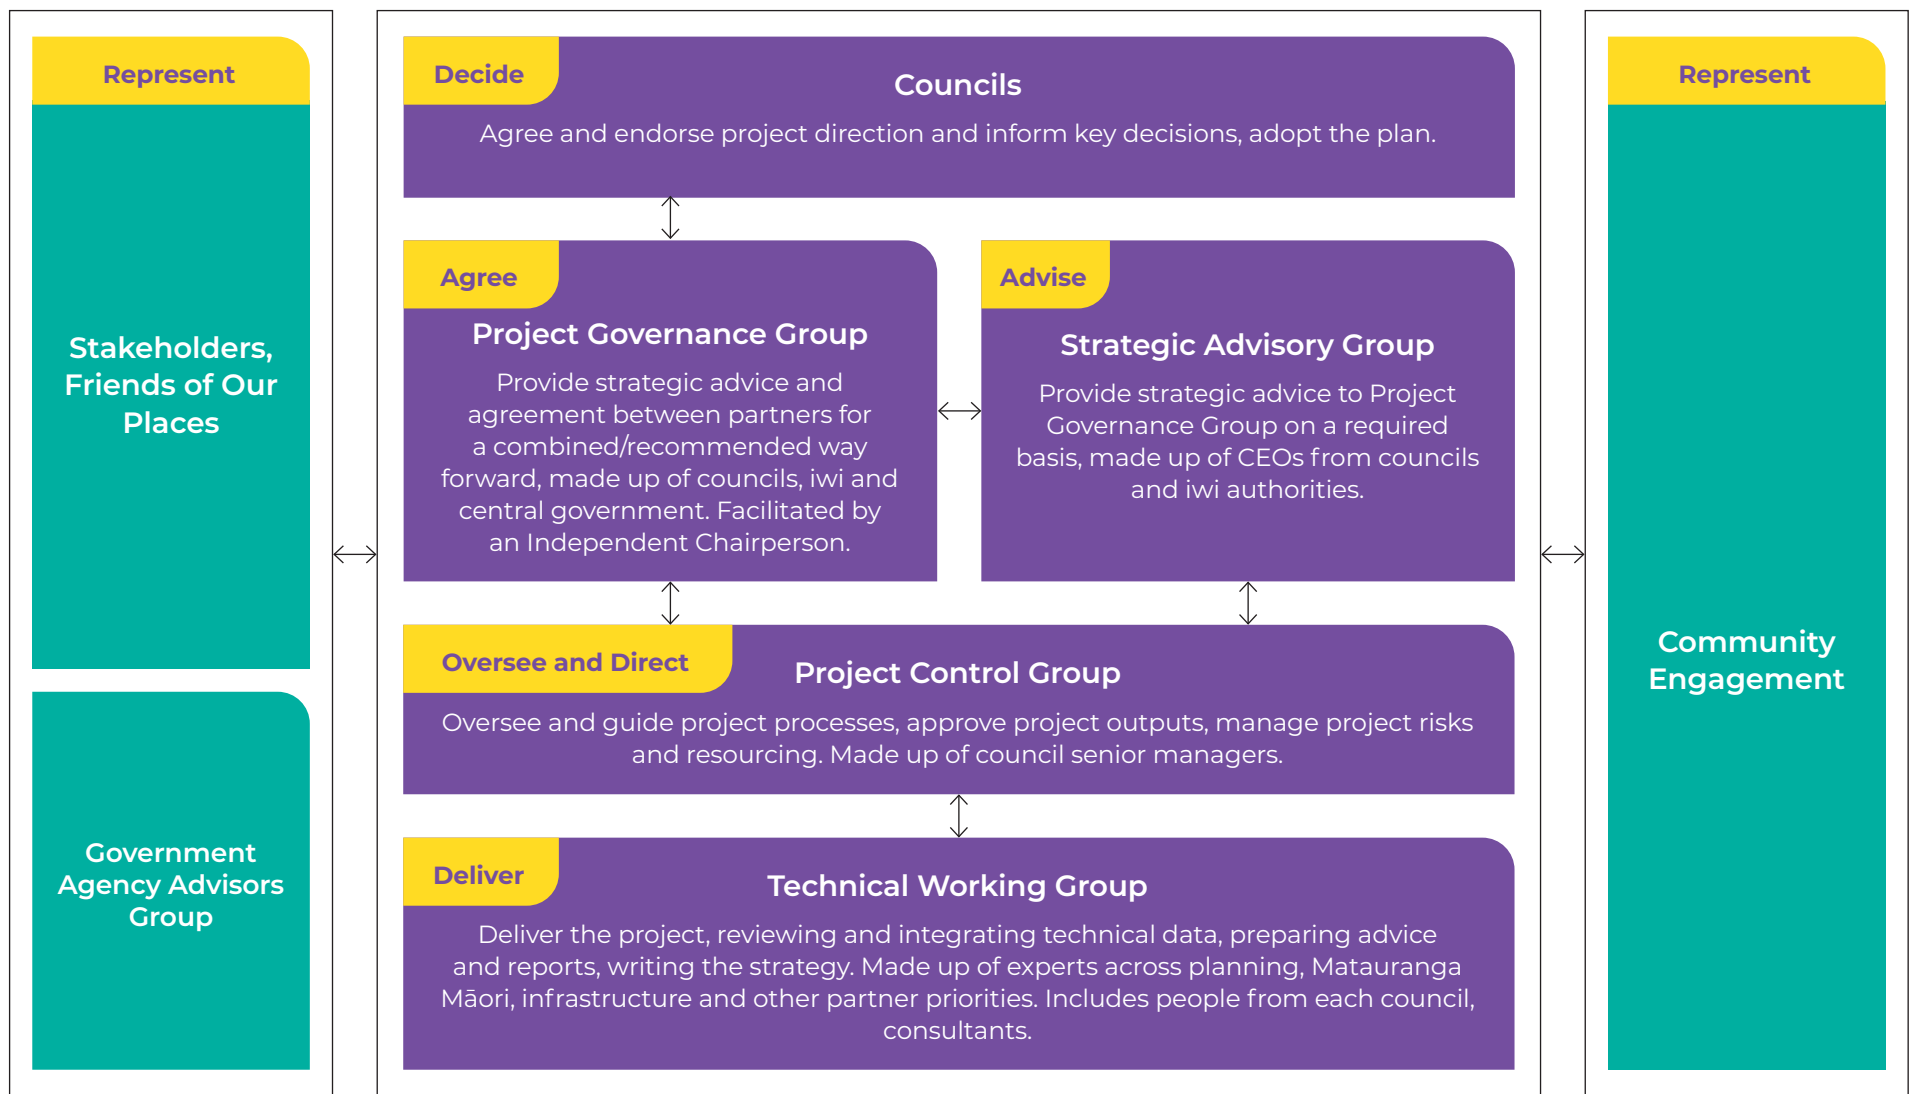 Represent
Stakeholders,
Friends of Our
Places
Government
Agency Advisors
Group
Decide
Councils
Agree and endorse project direction and inform key decisions, adopt the plan.
Agree
Project Governance Group
Provide strategic advice and
agreement between partners for
a combined/recommended way
forward, made up of councils, iwi and
central government. Facilitated by
an Independent Chairperson.
Advise
Strategic Advisory Group
Provide strategic advice to Project
Governance Group on a required
basis, made up of CEOs from councils
and iwi authorities.
Oversee and Direct
Project Control Group
Oversee and guide project processes, approve project outputs, manage project risks
and resourcing. Made up of council senior managers.
Deliver
Technical Working Group
Deliver the project, reviewing and integrating technical data, preparing advice
and reports, writing the strategy. Made up of experts across planning, Matauranga
Māori, infrastructure and other partner priorities. Includes people from each council,
consultants.
Represent
Community
Engagement